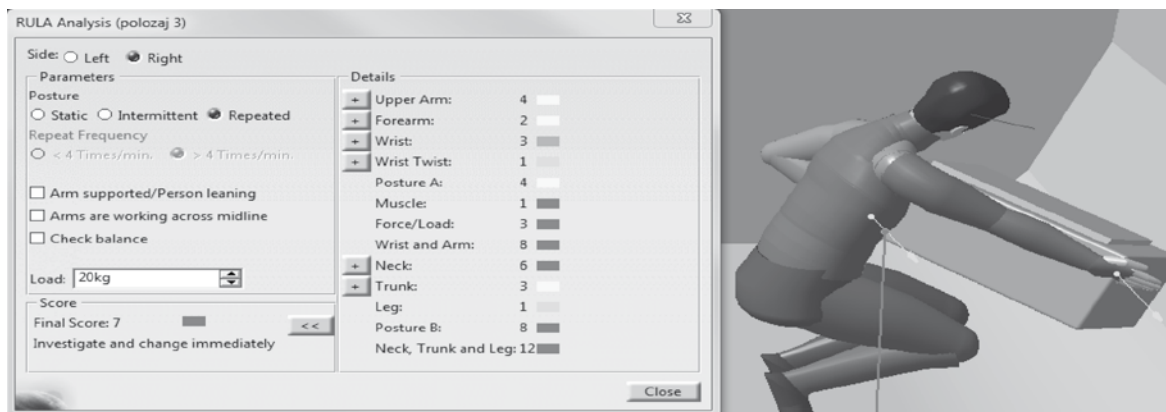 RULA Analysis (polozaj 3)
Side: Left Right
Parameters
Posture
Static Intermittent Repeated
Repeat Frequency
< 4 Times/min. > 4 Times/min.
Arm supported/Person leaning
Arms are working across midline
Check balance
Load: 20kg
Score
Final Score: 7
<<
Investigate and change immediately
Details
+ Upper Arm: 4
+ Forearm: 2
+ Wrist: 3
+ Wrist Twist: 1
Posture A: 4
Muscle: 1
Force/Load: 3
Wrist and Arm: 8
+ Neck: 6
+ Trunk: 3
Leg: 1
Posture B: 8
Neck, Trunk and Leg: 12
Close